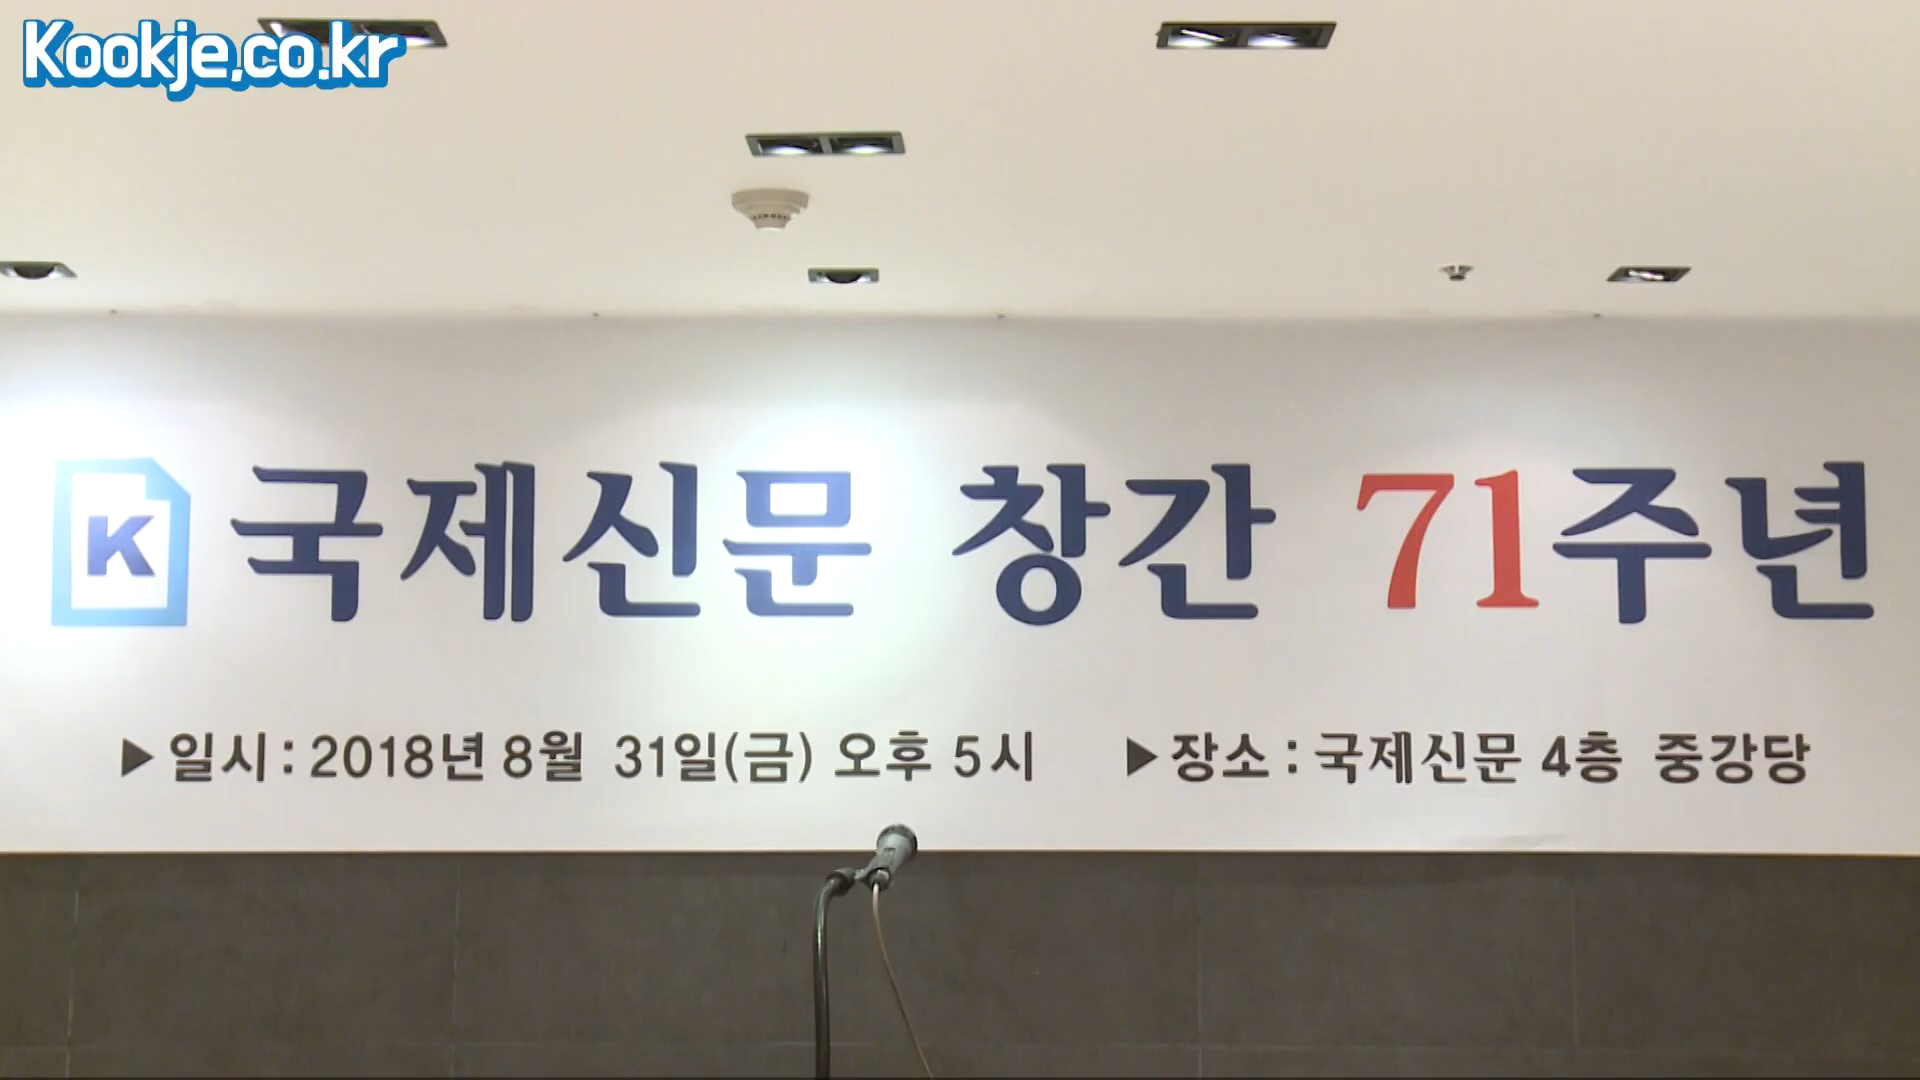 Kookje.co.kr
K 국제신문 창간 71주년
▶일시 : 2018년 8월 31일(금) 오후 5시 ▶장소 : 국제신문 4층 중강당